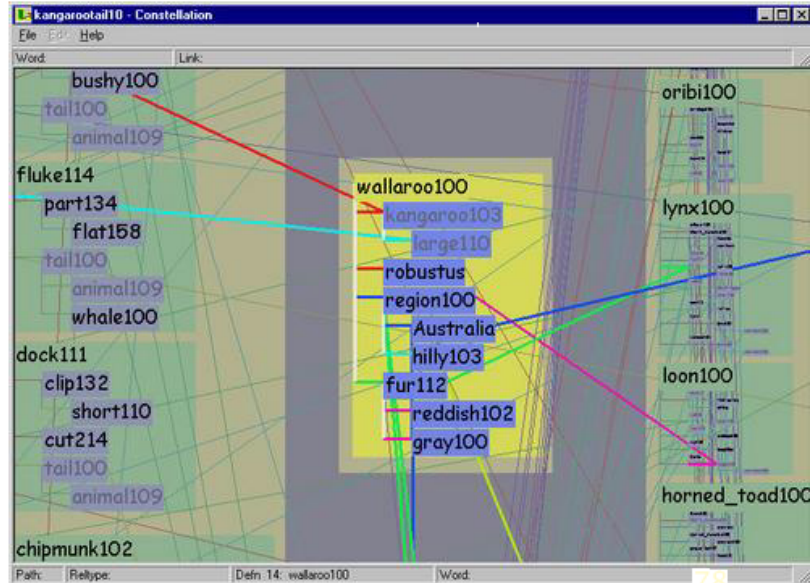 kangarootail10 - Constellation
File Edit Help
Word: Link:
bushy100
tail100
animal109
fluke114
part134
flat158
tail100
animal109
whale100
dock111
clip132
short110
cut214
tail100
animal109
chipmunk102
wallaroo100
kangaroo103
large110
robustus
region100
Australia
hilly103
fur112
reddish102
gray100
oribi100
lynx100
loon100
horned_toad100
Path: Reltype: Defn 14: wallaroo100 Word: